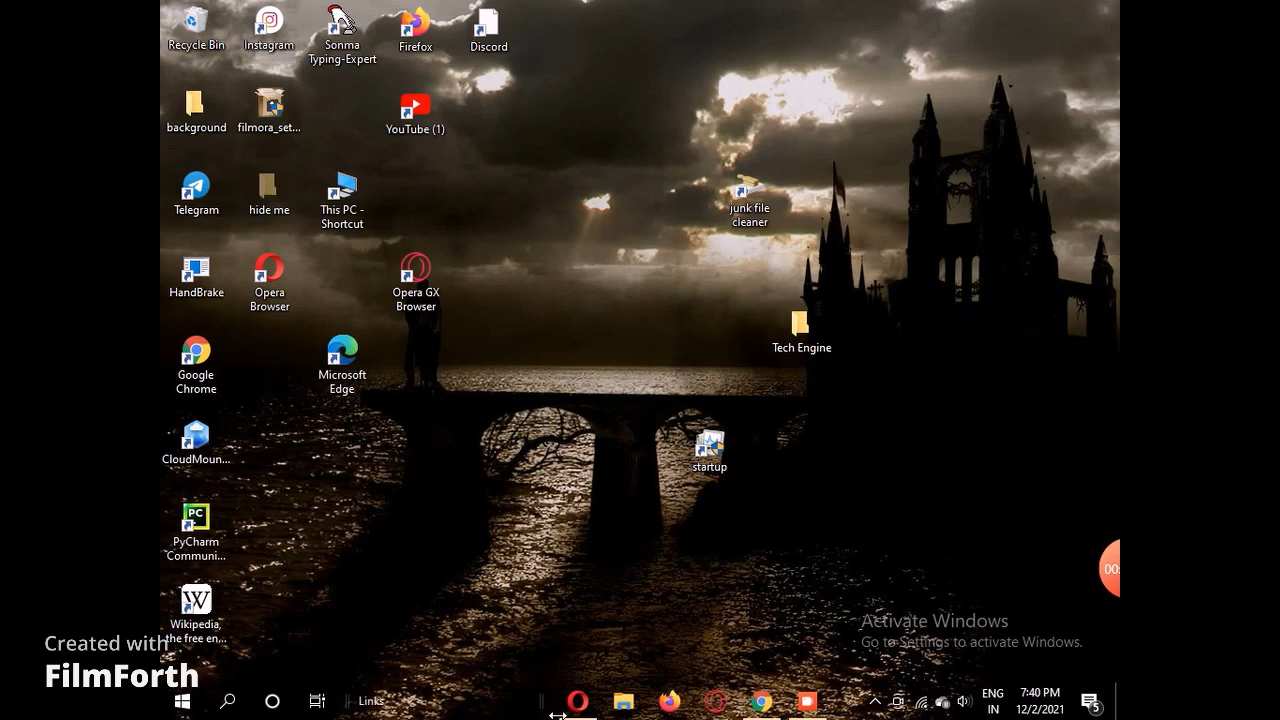 Recycle Bin
Instagram
Sonma
Typing-Expert
Firefox
Discord
background
filmora_set...
YouTube (1)
Telegram
hide me
This PC -
Shortcut
junk file
cleaner
HandBrake
Opera
Browser
Opera GX
Browser
Tech Engine
Google
Chrome
Microsoft
Edge
CloudMoun...
startup
PC
PyCharm
Communi...
00:
W
Wikipedia,
the free en...
Activate Windows
Go to Settings to activate Windows.
Created with
FilmForth
Links
ENG
IN
7:40 PM
12/2/2021
5